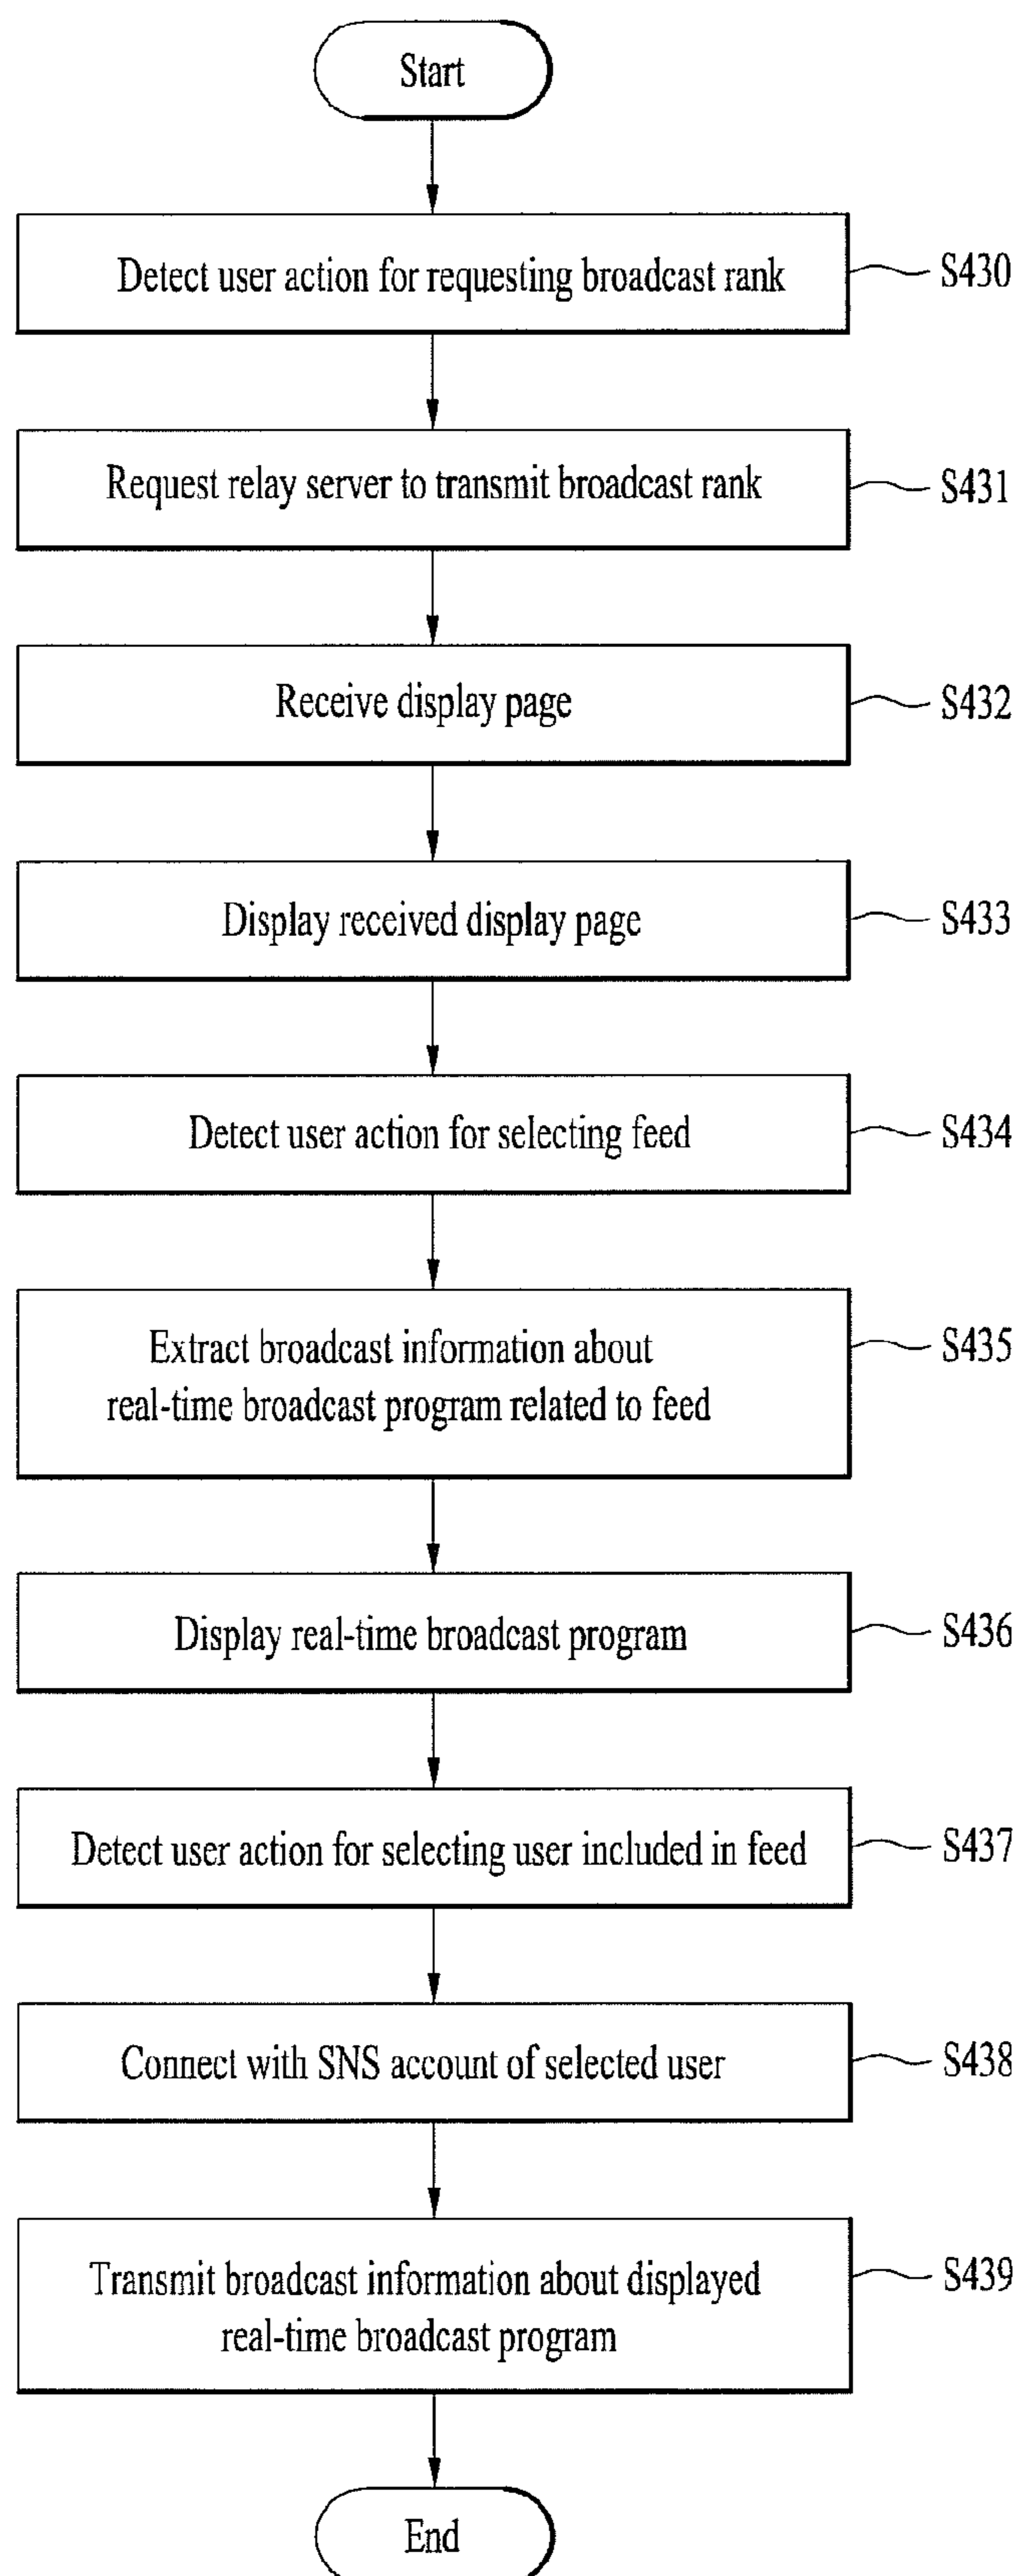 Start
Detect user action for requesting broadcast rank
S430
Request relay server to transmit broadcast rank
S431
Receive display page
S432
Display received display page
S433
Detect user action for selecting feed
S434
Extract broadcast information about
real-time broadcast program related to feed
S435
Display real-time broadcast program
S436
Detect user action for selecting user included in feed
S437
Connect with SNS account of selected user
S438
Transmit broadcast information about displayed
real-time broadcast program
S439
End